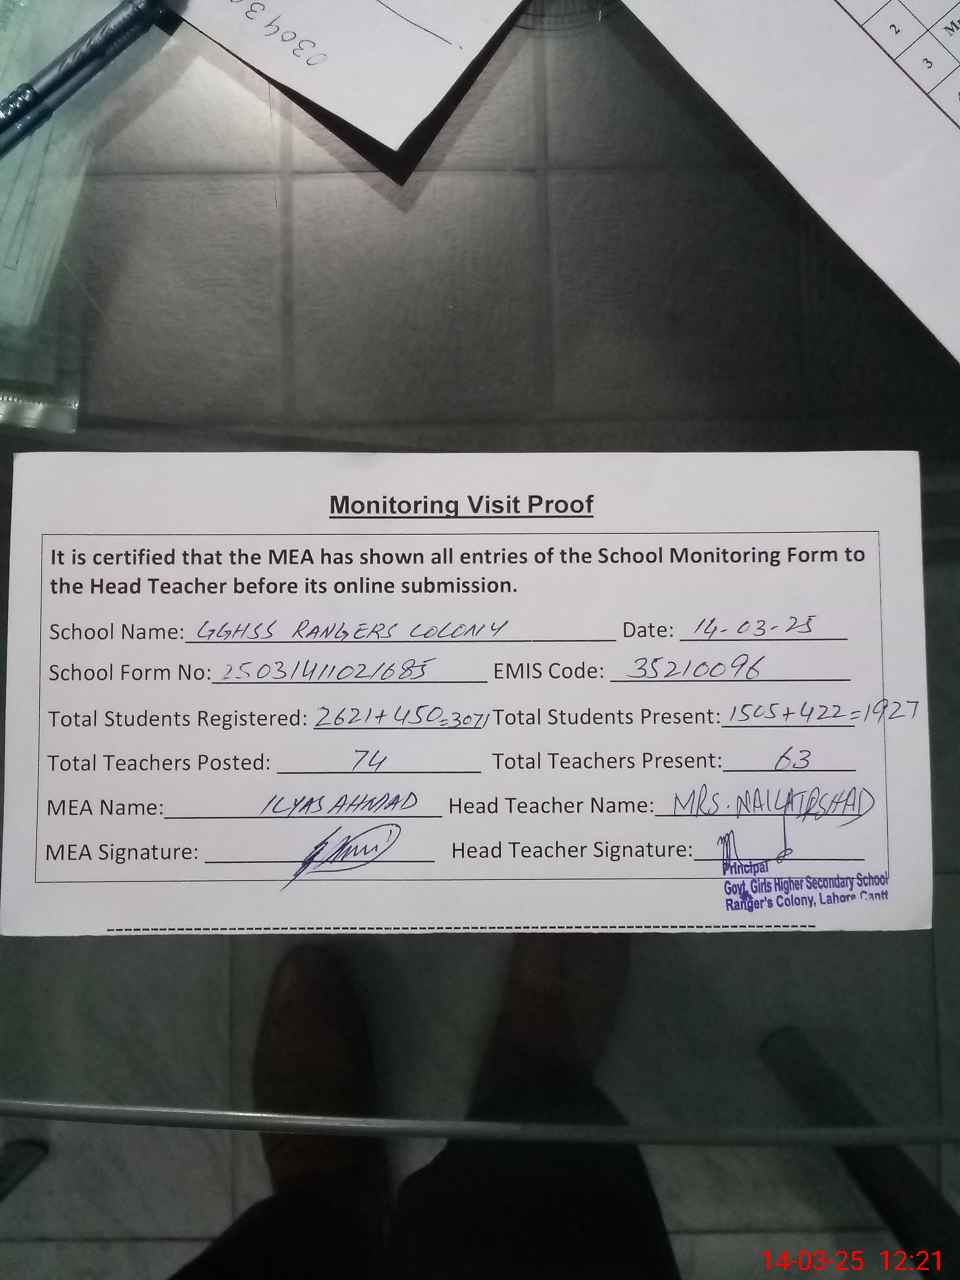 03043
2
3
Monitoring Visit Proof
It is certified that the MEA has shown all entries of the School Monitoring Form to
the Head Teacher before its online submission.
School Name: GGHSS RANGERS COLONY Date: 14-03-25
School Form No: 25031411021685 EMIS Code: 35210096
Total Students Registered: 2621+450=3071 Total Students Present: 1505+422=1927
Total Teachers Posted: 74 Total Teachers Present: 63
MEA Name: ILYAS AHMAD Head Teacher Name: MRS. NAILA IRSHAD
MEA Signature: Head Teacher Signature:
Principal
Govt. Girls Higher Secondary School
Ranger's Colony, Lahore Cantt
14-03-25 12:21